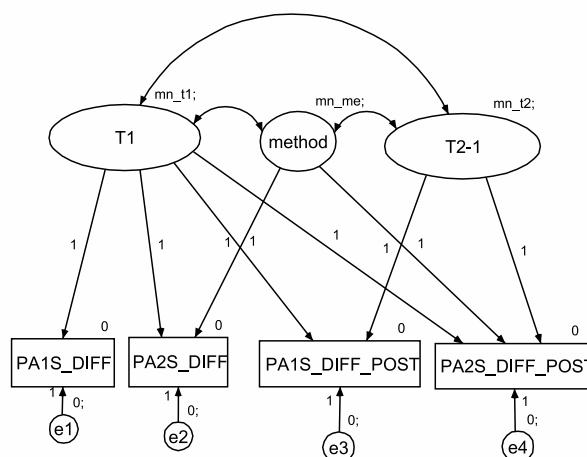 mn_t1;
mn_me;
mn_t2;
T1
method
T2-1
1
1
1
1
1
1
1
1
0
0
0
0
PA1S_DIFF
PA2S_DIFF
PA1S_DIFF_POST
PA2S_DIFF_POST
1
0;
1
0;
1
0;
1
0;
e1
e2
e3
e4